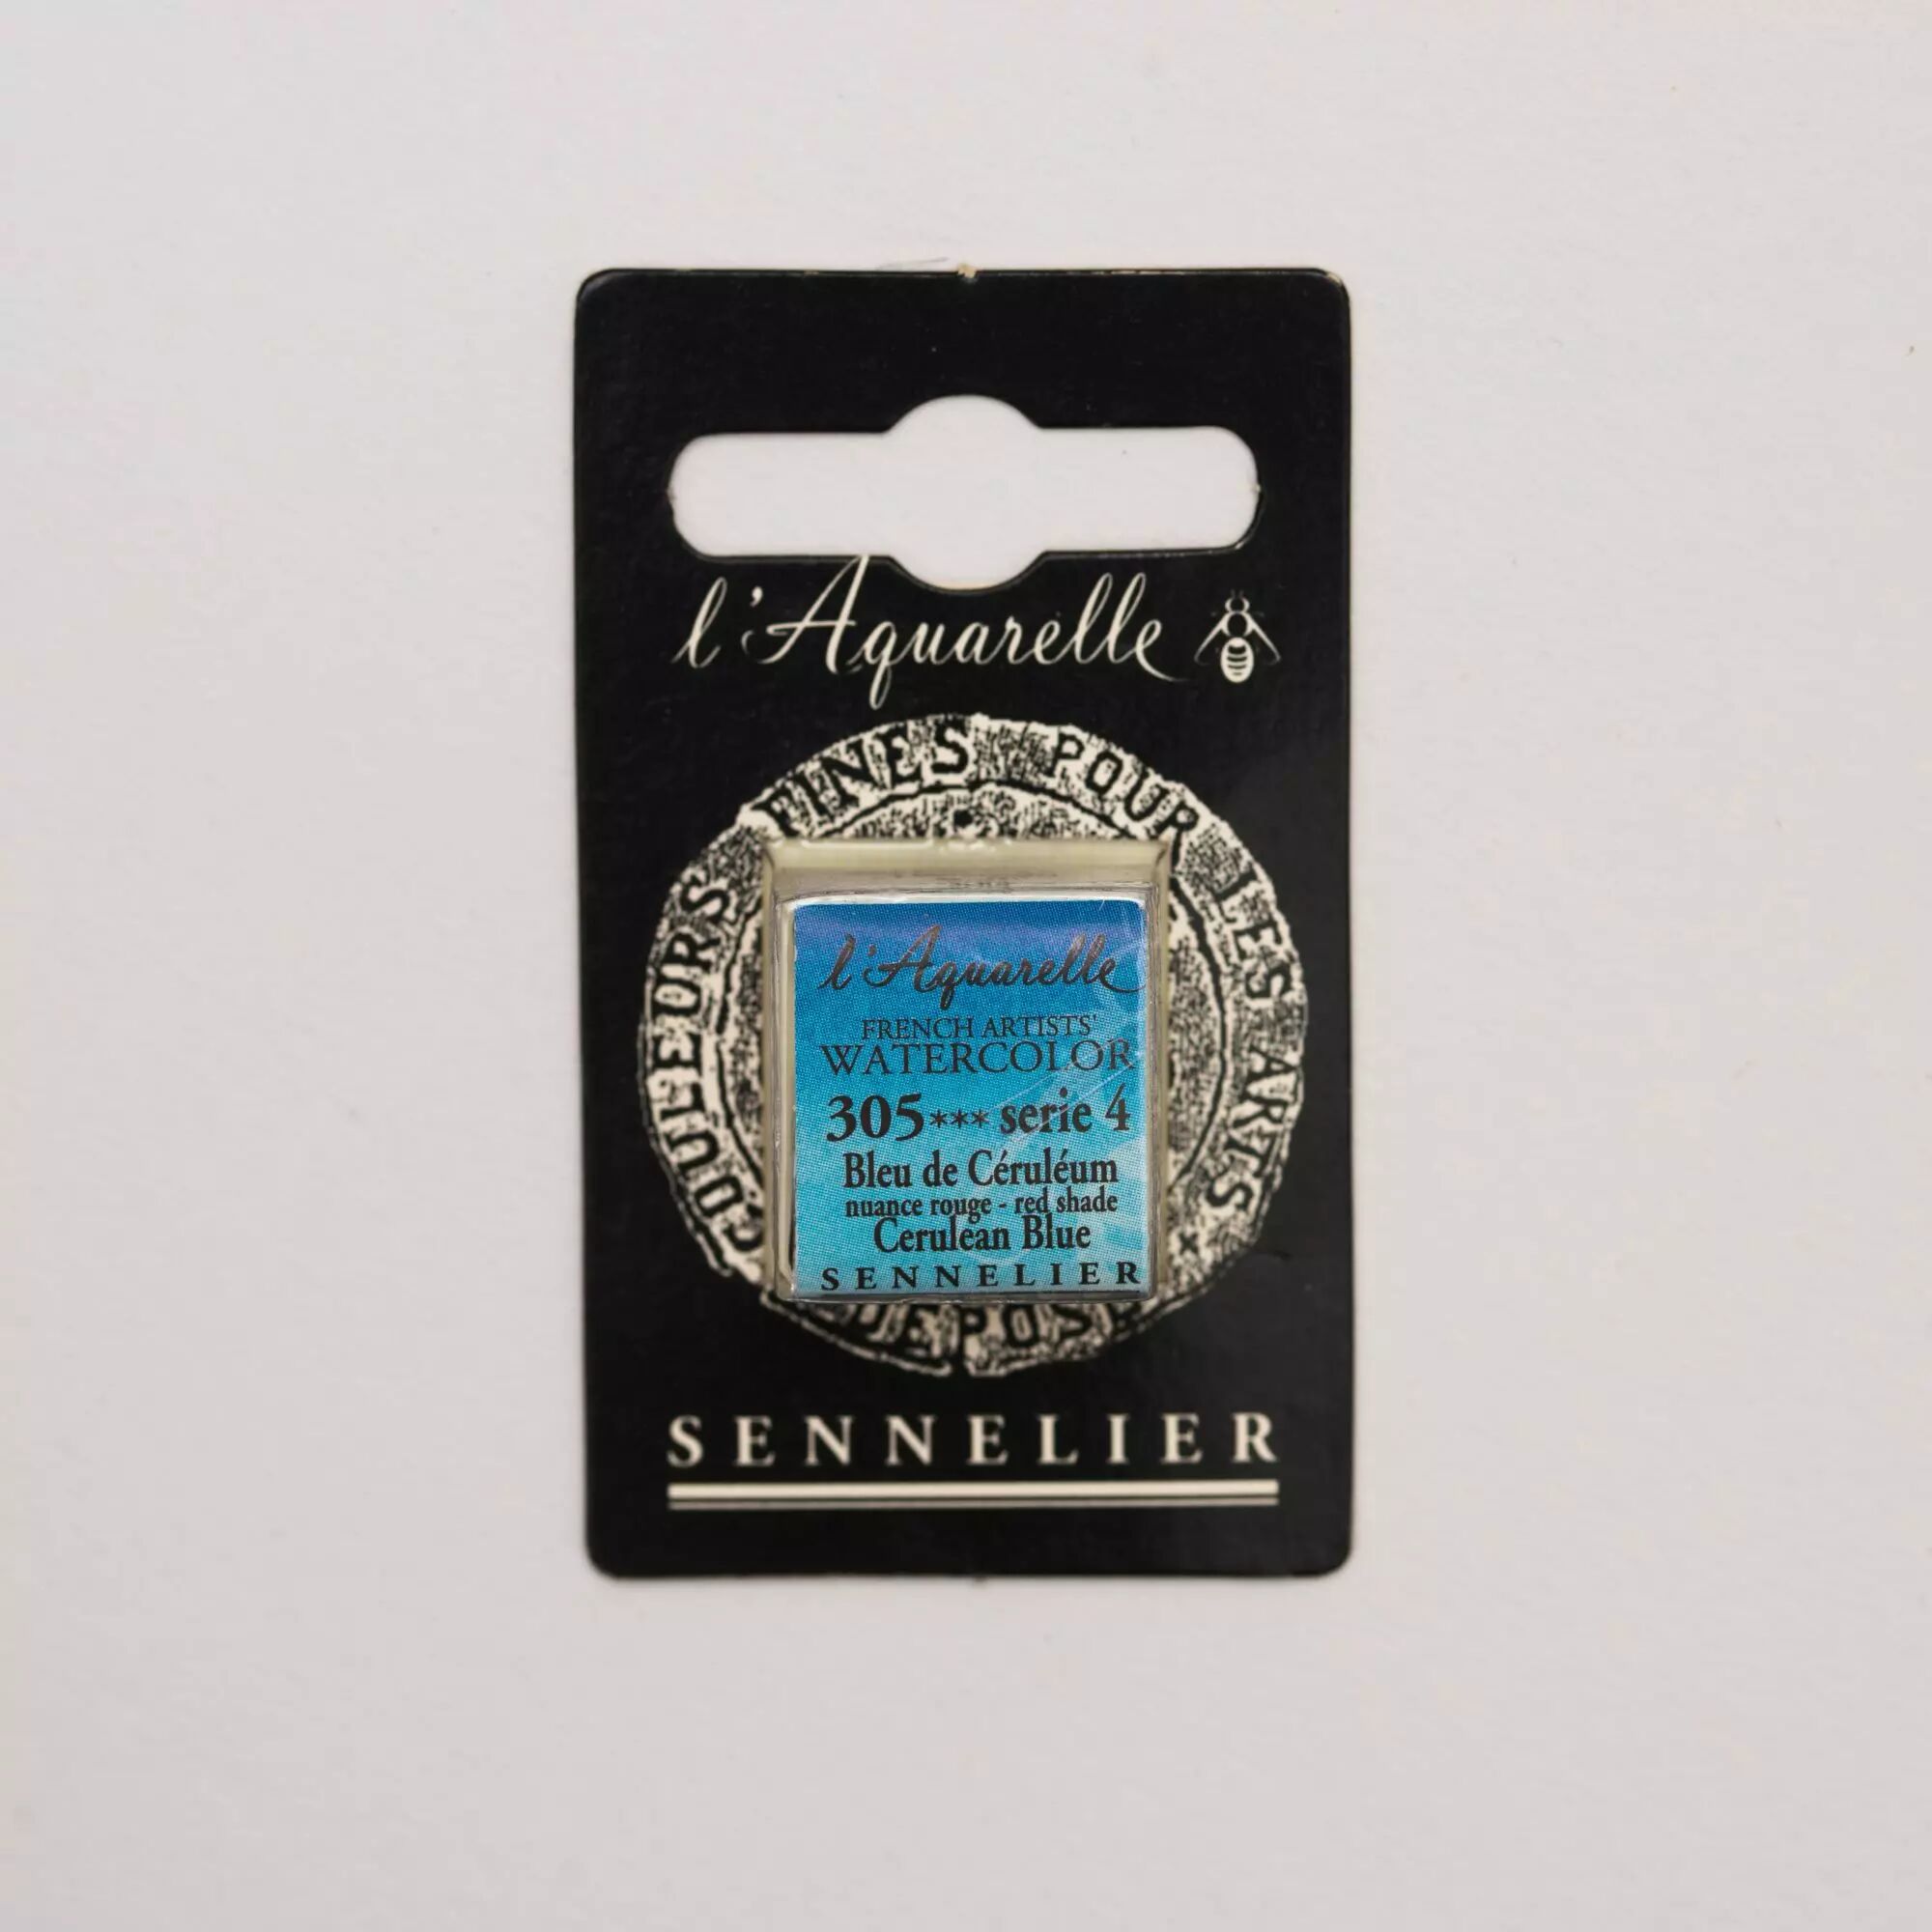 l'Aquarelle
COULEURS FINES POUR LES ARTS
l'Aquarelle
FRENCH ARTISTS'
WATERCOLOR
305*** serie 4
Bleu de Céruléum
nuance rouge - red shade
Cerulean Blue
SENNELIER
SENNELIER